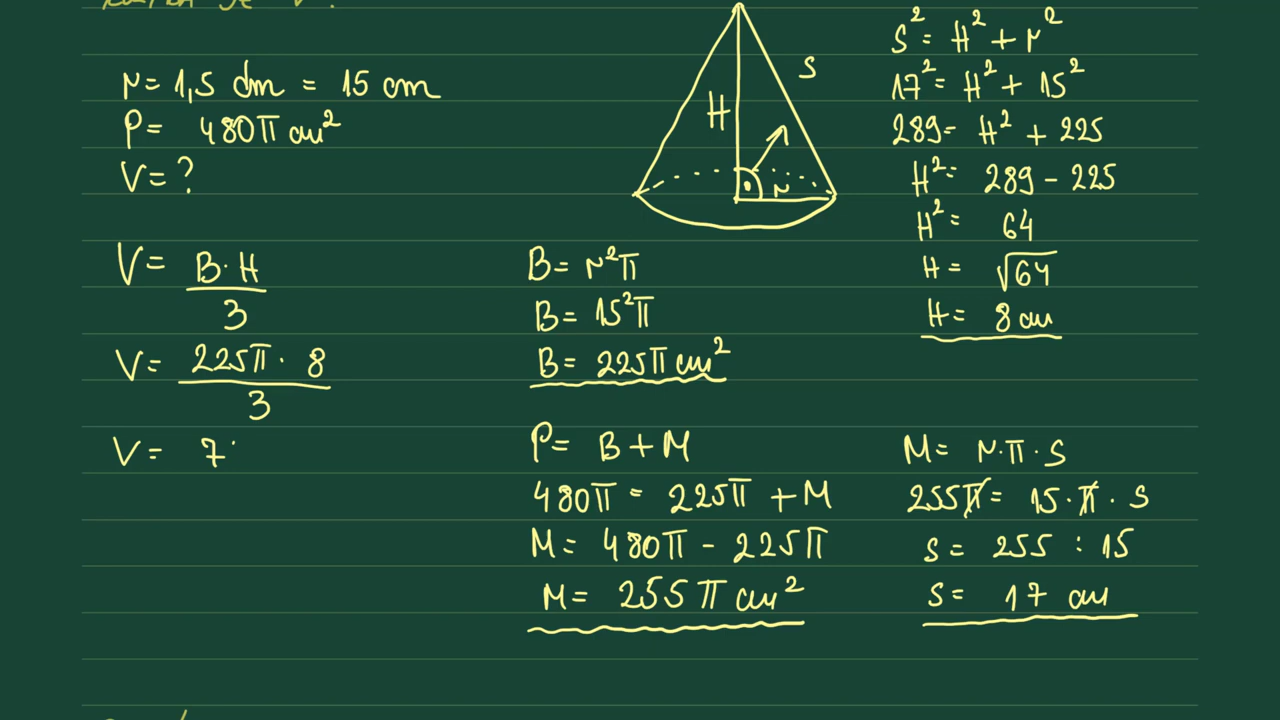 r = 1,5 dm = 15 cm
P = 480π cm²
V = ?
H
s
r
s² = H² + r²
17² = H² + 15²
289 = H² + 225
H² = 289 - 225
H² = 64
H = √64
H = 8 cm
V = B·H / 3
V = 225π · 8 / 3
V = 7
B = r²π
B = 15²π
B = 225π cm²
P = B + M
480π = 225π + M
M = 480π - 225π
M = 255π cm²
M = r·π·s
255π = 15·π·s
s = 255 : 15
s = 17 cm